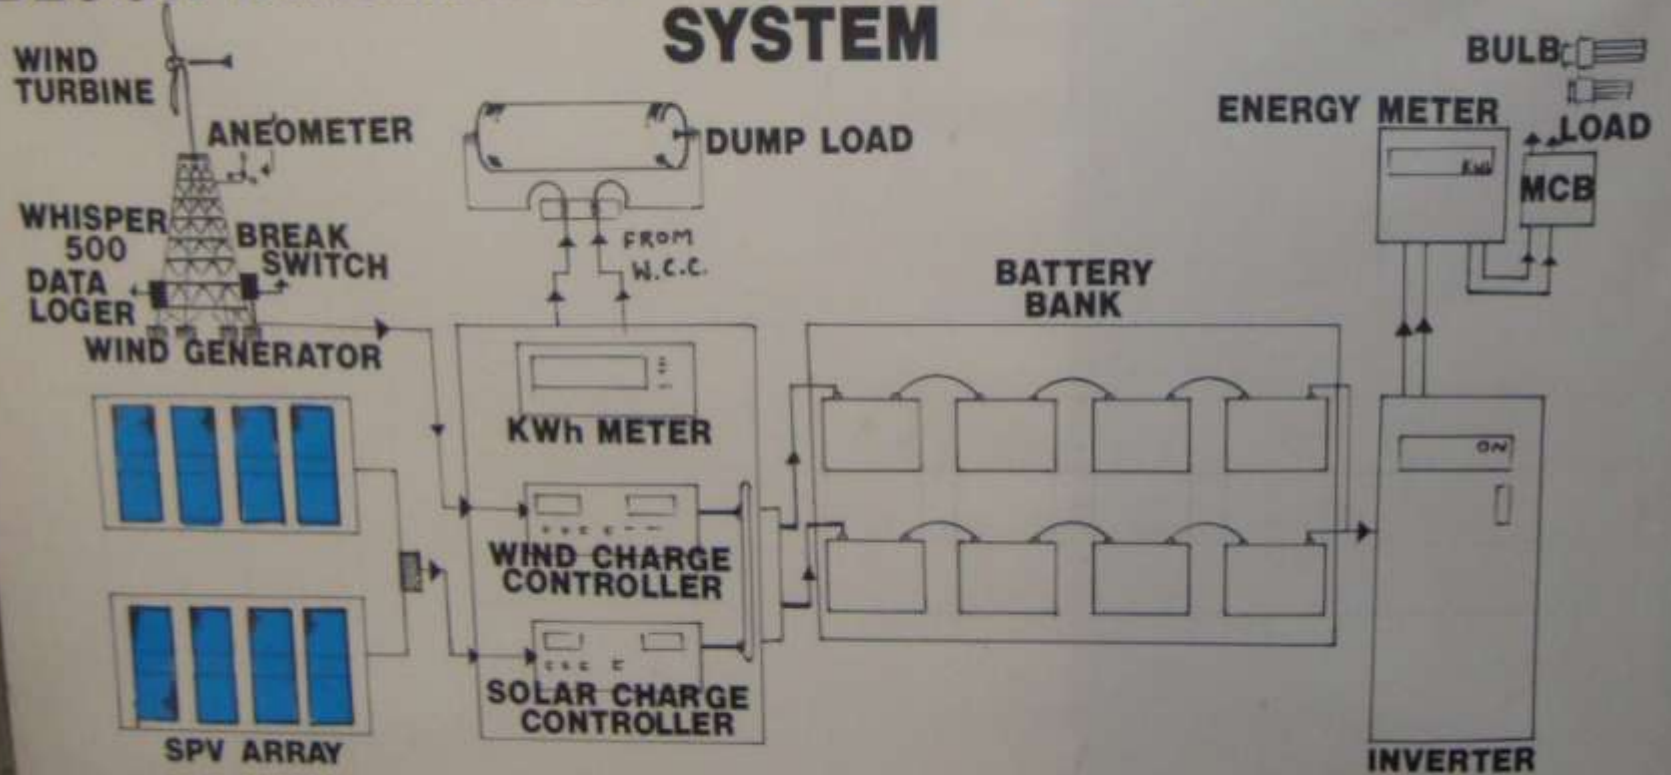 SYSTEM
WIND
TURBINE
ANEOMETER
WHISPER
500
BREAK
SWITCH
DATA
LOGER
WIND GENERATOR
DUMP LOAD
FROM
W.C.C.
KWh METER
WIND CHARGE
CONTROLLER
SOLAR CHARGE
CONTROLLER
SPV ARRAY
BATTERY
BANK
BULB
ENERGY METER
LOAD
MCB
ON
INVERTER